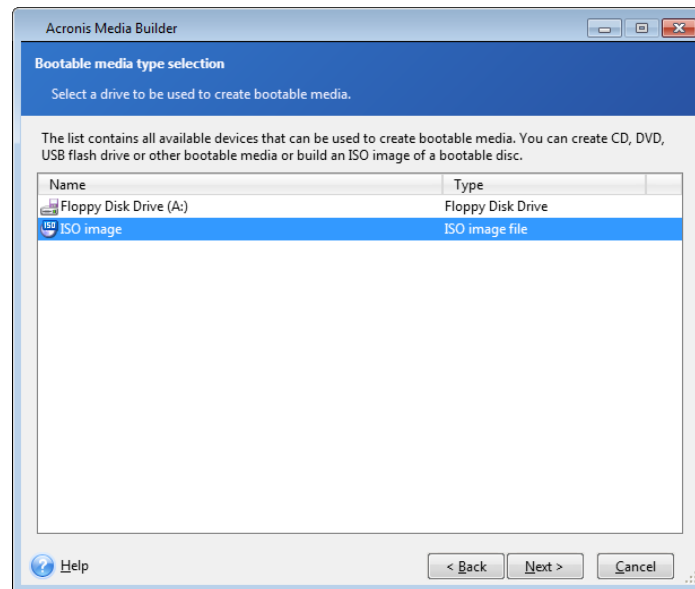 Acronis Media Builder
Bootable media type selection
Select a drive to be used to create bootable media.
The list contains all available devices that can be used to create bootable media. You can create CD, DVD,
USB flash drive or other bootable media or build an ISO image of a bootable disc.
Name Type
Floppy Disk Drive (A:) Floppy Disk Drive
ISO ISO image ISO image file
? Help < Back Next > Cancel